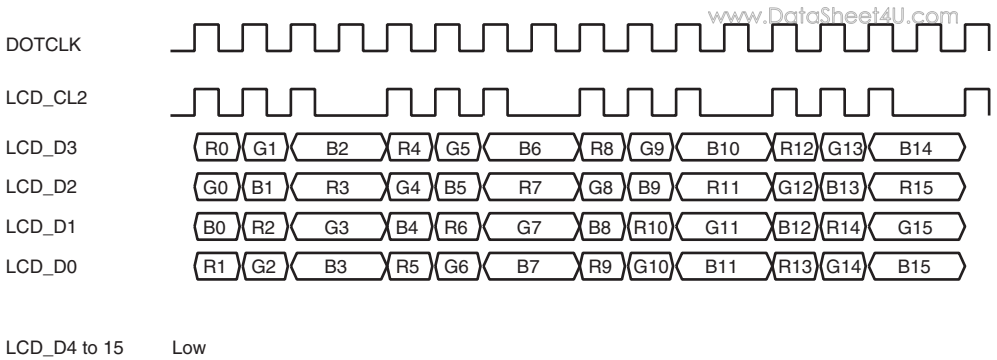 www.DataSheet4U.com
DOTCLK
LCD_CL2
LCD_D3 R0 G1 B2 R4 G5 B6 R8 G9 B10 R12 G13 B14
LCD_D2 G0 B1 R3 G4 B5 R7 G8 B9 R11 G12 B13 R15
LCD_D1 B0 R2 G3 B4 R6 G7 B8 R10 G11 B12 R14 G15
LCD_D0 R1 G2 B3 R5 G6 B7 R9 G10 B11 R13 G14 B15
LCD_D4 to 15 Low